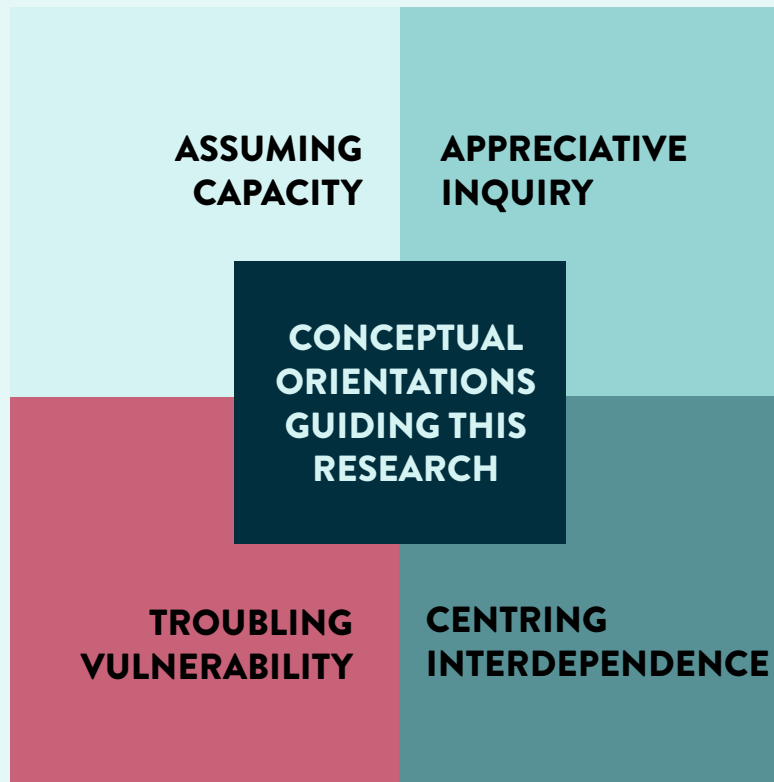 ASSUMING
CAPACITY
APPRECIATIVE
INQUIRY
CONCEPTUAL
ORIENTATIONS
GUIDING THIS
RESEARCH
TROUBLING
VULNERABILITY
CENTRING
INTERDEPENDENCE